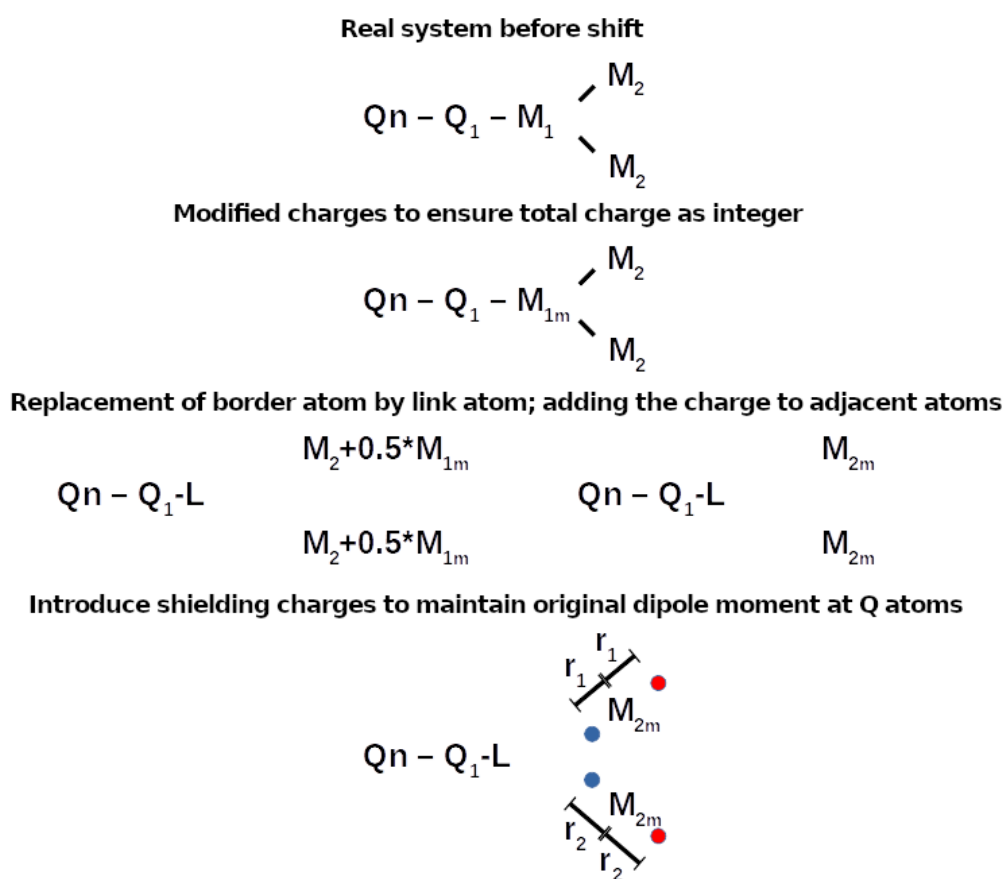 Real system before shift
M₂
Qn – Q₁ – M₁
M₂
Modified charges to ensure total charge as integer
M₂
Qn – Q₁ – M₁ₘ
M₂
Replacement of border atom by link atom; adding the charge to adjacent atoms
M₂+0.5*M₁ₘ M₂ₘ
Qn – Q₁-L Qn – Q₁-L
M₂+0.5*M₁ₘ M₂ₘ
Introduce shielding charges to maintain original dipole moment at Q atoms
r₁
r₁
M₂ₘ
Qn – Q₁-L
M₂ₘ
r₂
r₂